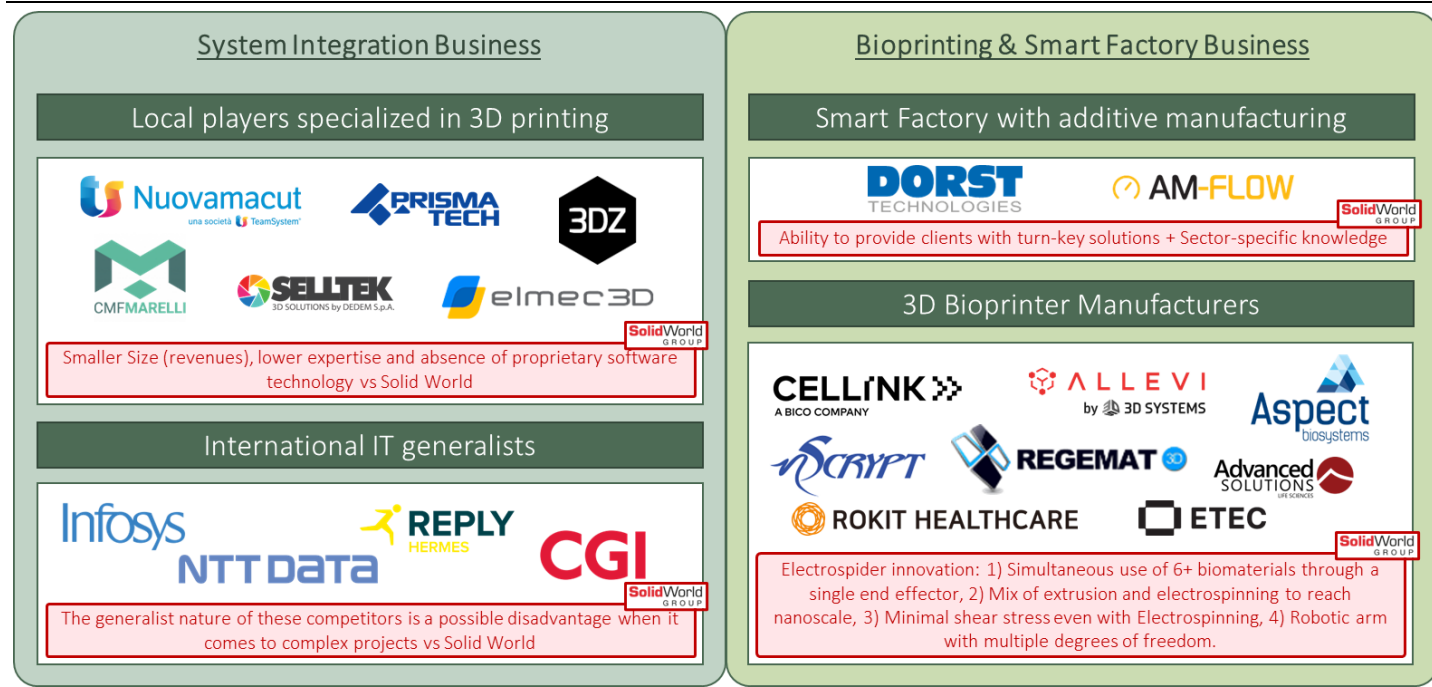 System Integration Business
Local players specialized in 3D printing
Nuovamacut
una società TeamSystem®
PRISMA
TECH
3DZ
CMFMARELLI
SELLTEK
3D SOLUTIONS by DEDEM S.p.A.
elmec3D
SolidWorld
GROUP
Smaller Size (revenues), lower expertise and absence of proprietary software
technology vs Solid World
International IT generalists
Infosys
NTT DATA
REPLY
HERMES
CGI
SolidWorld
GROUP
The generalist nature of these competitors is a possible disadvantage when it
comes to complex projects vs Solid World
Bioprinting & Smart Factory Business
Smart Factory with additive manufacturing
DORST
TECHNOLOGIES
AM-FLOW
SolidWorld
GROUP
Ability to provide clients with turn-key solutions + Sector-specific knowledge
3D Bioprinter Manufacturers
CELLINK
A BICO COMPANY
ALLEVI
by 3D SYSTEMS
Aspect
biosystems
nSCRYPT
REGEMAT 3D
Advanced
SOLUTIONS
LIFE SCIENCES
ROKIT HEALTHCARE
ETEC
SolidWorld
GROUP
Electrospider innovation: 1) Simultaneous use of 6+ biomaterials through a
single end effector, 2) Mix of extrusion and electrospinning to reach
nanoscale, 3) Minimal shear stress even with Electrospinning, 4) Robotic arm
with multiple degrees of freedom.